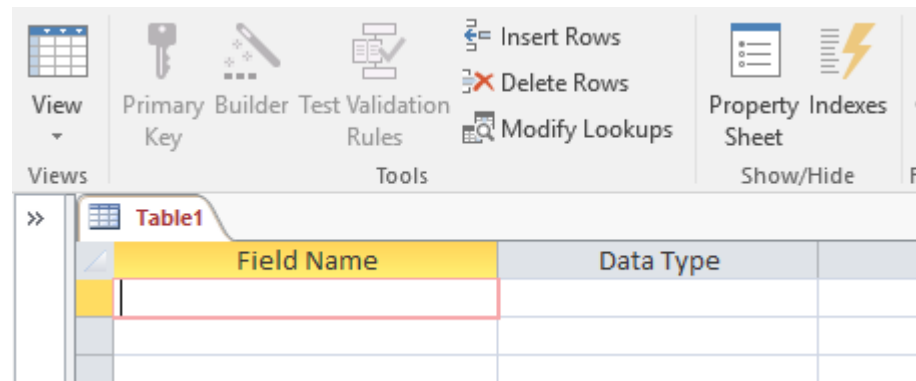 Insert Rows
Delete Rows
View Primary Builder Test Validation Modify Lookups Property Indexes
Key Rules Sheet
Views Tools Show/Hide
Table1
Field Name Data Type